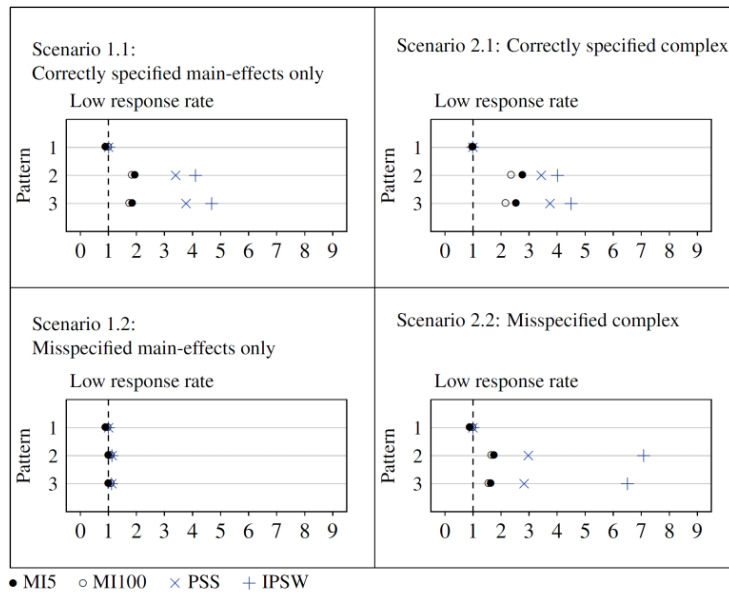 Scenario 1.1:
Correctly specified main-effects only
Low response rate
Pattern
1
2
3
0 1 2 3 4 5 6 7 8 9
Scenario 2.1: Correctly specified complex
Low response rate
Pattern
1
2
3
0 1 2 3 4 5 6 7 8 9
Scenario 1.2:
Misspecified main-effects only
Low response rate
Pattern
1
2
3
0 1 2 3 4 5 6 7 8 9
Scenario 2.2: Misspecified complex
Low response rate
Pattern
1
2
3
0 1 2 3 4 5 6 7 8 9
MI5 MI100 PSS IPSW